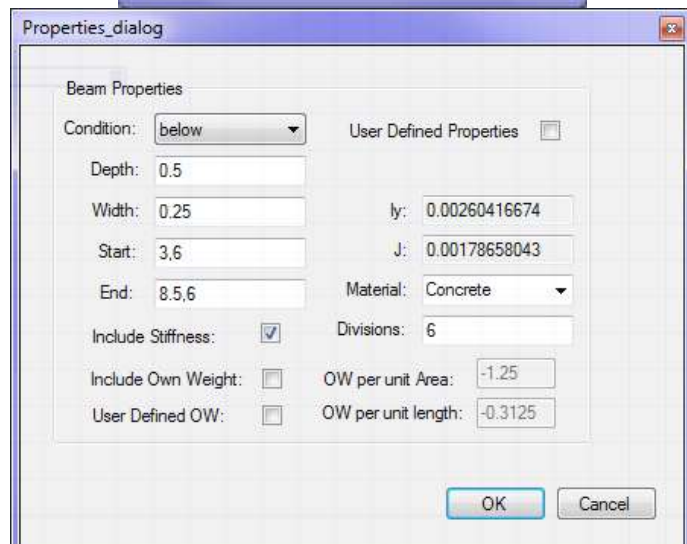 Properties_dialog
Beam Properties
Condition: below User Defined Properties
Depth: 0.5
Width: 0.25 Iy: 0.00260416674
Start: 3,6 J: 0.00178658043
End: 8.5,6 Material: Concrete
Include Stiffness: Divisions: 6
Include Own Weight: OW per unit Area: -1.25
User Defined OW: OW per unit length: -0.3125
OK Cancel